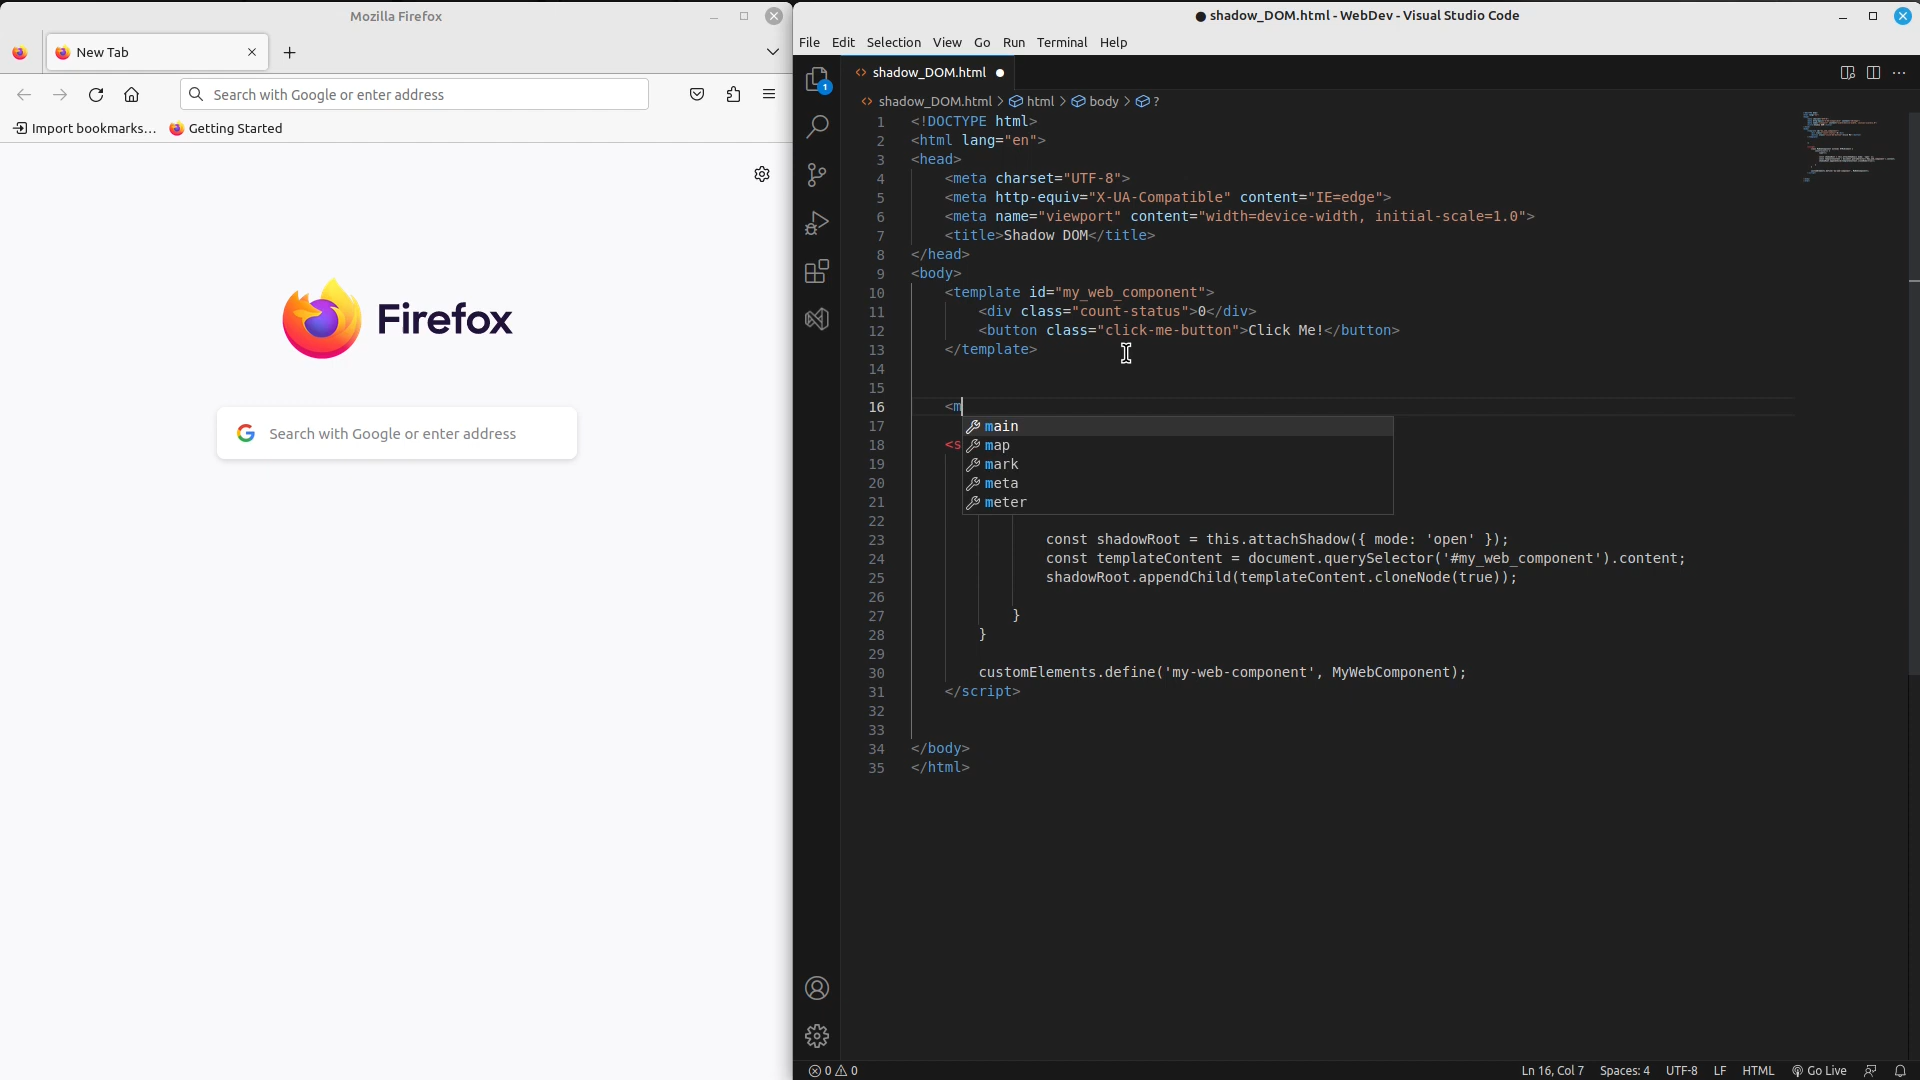 Mozilla Firefox
New Tab
Search with Google or enter address
Import bookmarks...
Getting Started
Firefox
Search with Google or enter address
shadow_DOM.html - WebDev - Visual Studio Code
File Edit Selection View Go Run Terminal Help
1
shadow_DOM.html
shadow_DOM.html > html > body > ?
1 <!DOCTYPE html>
2 <html lang="en">
3 <head>
4 <meta charset="UTF-8">
5 <meta http-equiv="X-UA-Compatible" content="IE=edge">
6 <meta name="viewport" content="width=device-width, initial-scale=1.0">
7 <title>Shadow DOM</title>
8 </head>
9 <body>
10 <template id="my_web_component">
11 <div class="count-status">0</div>
12 <button class="click-me-button">Click Me!</button>
13 </template>
14
15
16 <m
17 main
18 <s map
19 mark
20 meta
21 meter
22
23 const shadowRoot = this.attachShadow({ mode: 'open' });
24 const templateContent = document.querySelector('#my_web_component').content;
25 shadowRoot.appendChild(templateContent.cloneNode(true));
26
27 }
28 }
29
30 customElements.define('my-web-component', MyWebComponent);
31 </script>
32
33
34 </body>
35 </html>
0 0 Ln 16, Col 7 Spaces: 4 UTF-8 LF HTML Go Live